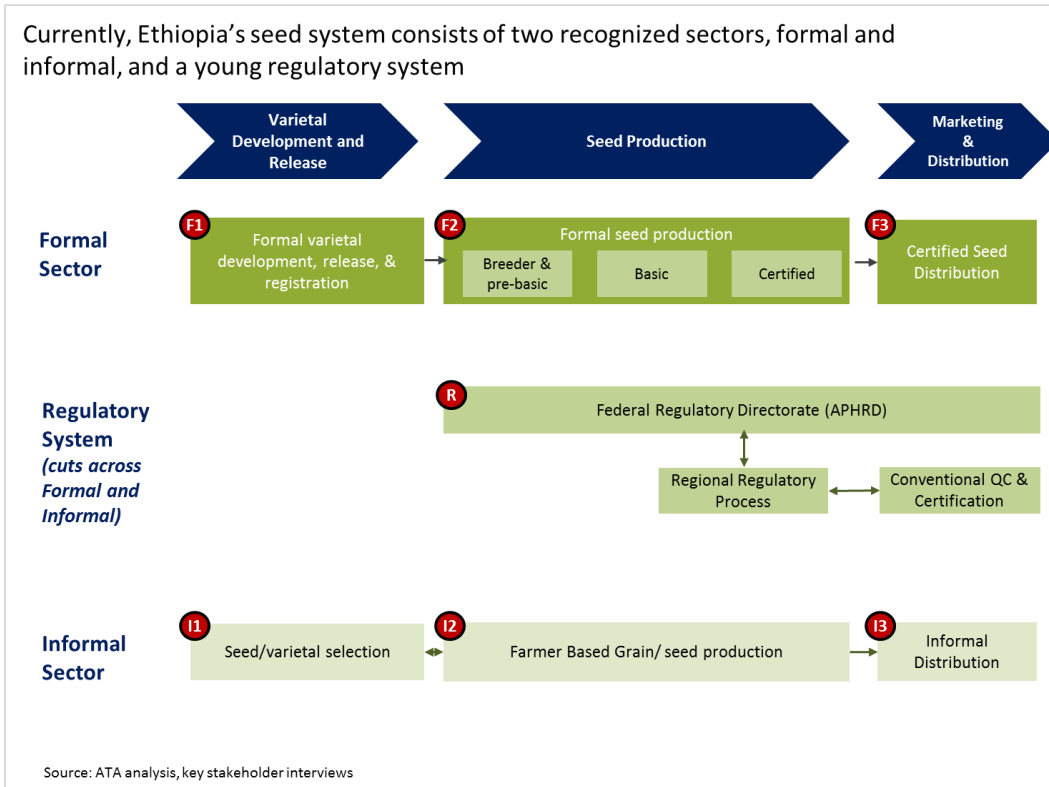 Currently, Ethiopia’s seed system consists of two recognized sectors, formal and
informal, and a young regulatory system
Varietal
Development and
Release
Seed Production
Marketing
&
Distribution
Formal
Sector
F1
Formal varietal
development, release, &
registration
F2
Formal seed production
Breeder &
pre-basic
Basic
Certified
F3
Certified Seed
Distribution
Regulatory
System
(cuts across
Formal and
Informal)
R
Federal Regulatory Directorate (APHRD)
Regional Regulatory
Process
Conventional QC &
Certification
Informal
Sector
I1
Seed/varietal selection
I2
Farmer Based Grain/ seed production
I3
Informal
Distribution
Source: ATA analysis, key stakeholder interviews